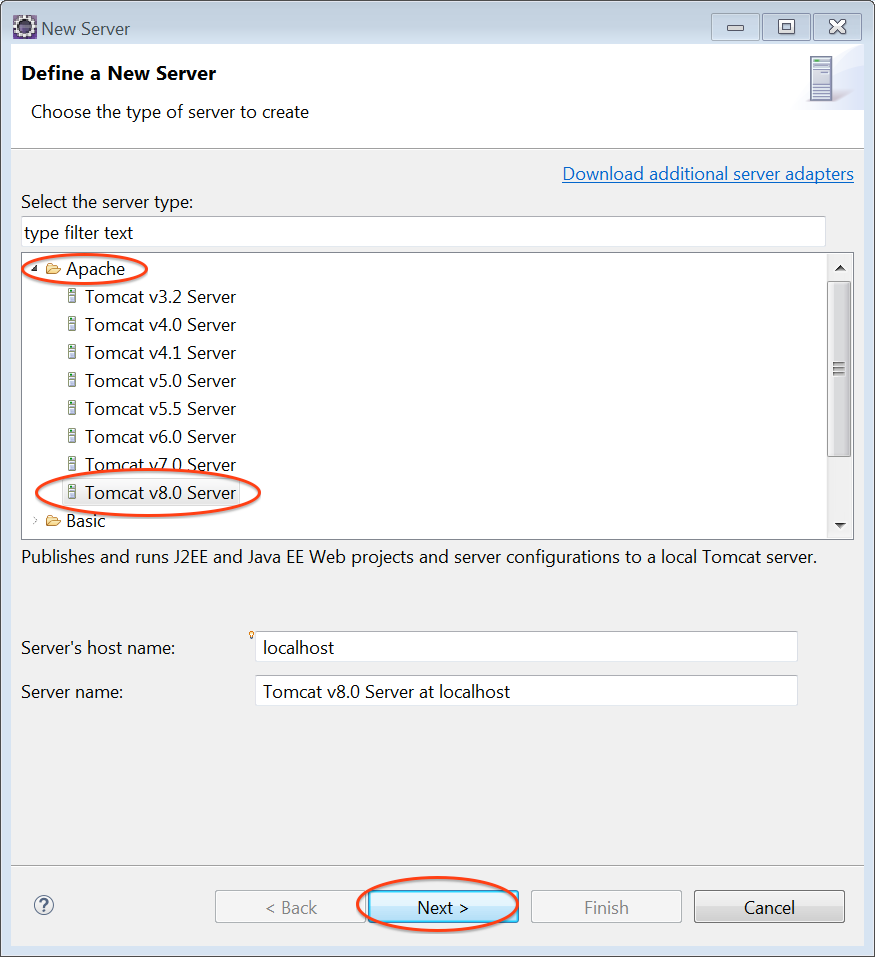 New Server
Define a New Server
Choose the type of server to create
Download additional server adapters
Select the server type:
type filter text
Apache
Tomcat v3.2 Server
Tomcat v4.0 Server
Tomcat v4.1 Server
Tomcat v5.0 Server
Tomcat v5.5 Server
Tomcat v6.0 Server
Tomcat v7.0 Server
Tomcat v8.0 Server
Basic
Publishes and runs J2EE and Java EE Web projects and server configurations to a local Tomcat server.
Server's host name: localhost
Server name: Tomcat v8.0 Server at localhost
? < Back Next > Finish Cancel